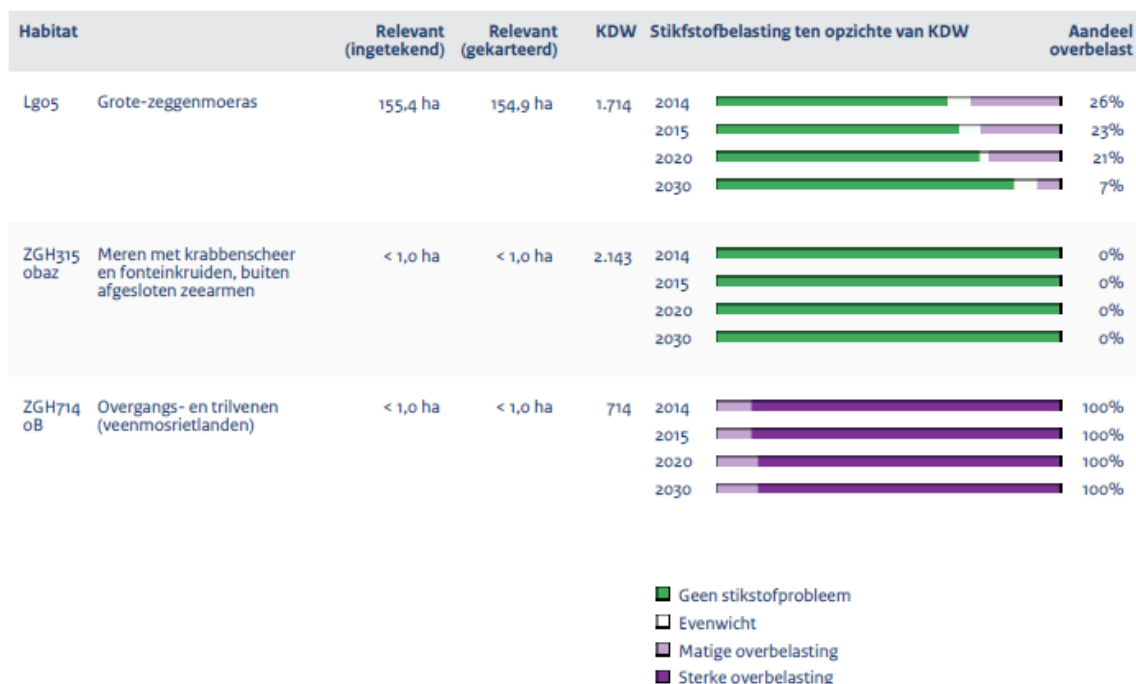 Habitat Relevant (ingetekend) Relevant (gekarteerd) KDW Stikfstofbelasting ten opzichte van KDW Aandeel overbelast
Lg05 Grote-zeggenmoeras 155,4 ha 154,9 ha 1.714 2014 26%
2015 23%
2020 21%
2030 7%
ZGH315 Meren met krabbenscheer < 1,0 ha < 1,0 ha 2.143 2014 0%
obaz en fonteinkruiden, buiten 2015 0%
afgesloten zeearmen
2020 0%
2030 0%
ZGH714 Overgangs- en trilvenen < 1,0 ha < 1,0 ha 714 2014 100%
0B (veenmosrietlanden) 2015 100%
2020 100%
2030 100%
Geen stikstofprobleem
Evenwicht
Matige overbelasting
Sterke overbelasting